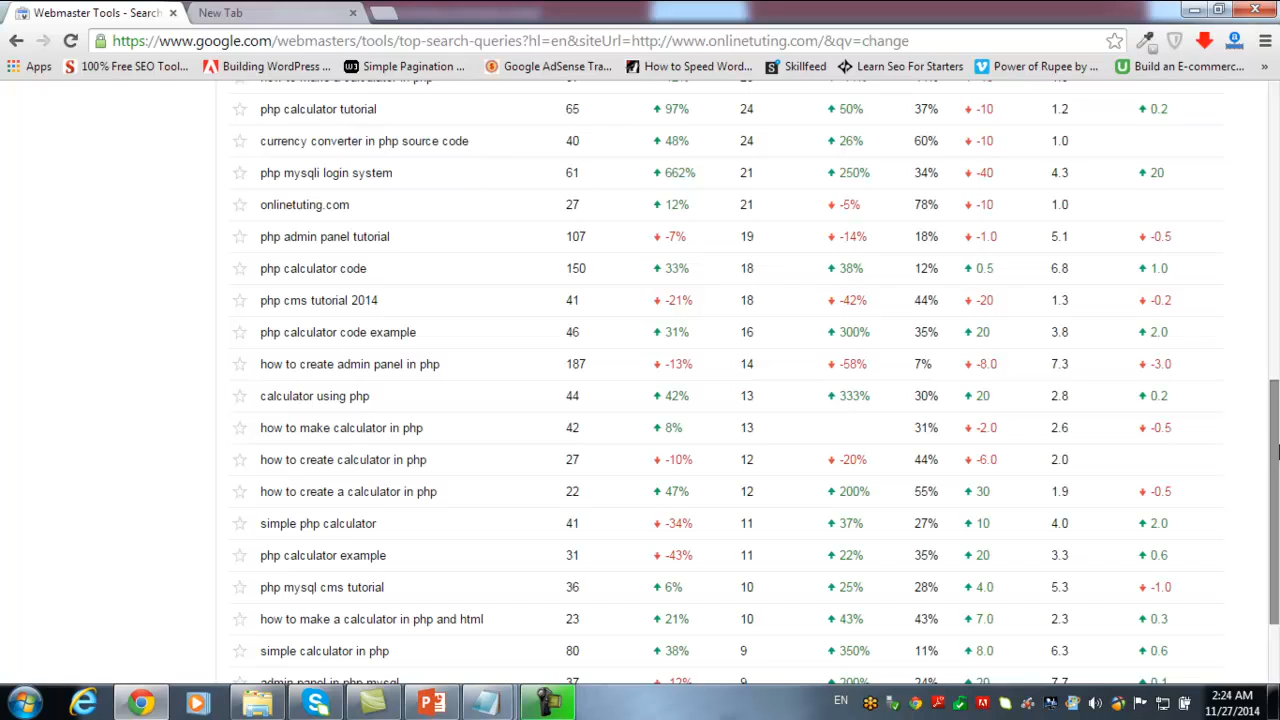 Webmaster Tools - Search
New Tab
https://www.google.com/webmasters/tools/top-search-queries?hl=en&siteUrl=http://www.onlinetuting.com/&qv=change
Apps 100% Free SEO Tool... Building WordPress ... Simple Pagination ... Google AdSense Tra... How to Speed Word... Skillfeed Learn Seo For Starters Power of Rupee by ... Build an E-commerc... »
php calculator tutorial 65 97% 24 50% 37% -10 1.2 0.2
currency converter in php source code 40 48% 24 26% 60% -10 1.0
php mysqli login system 61 662% 21 250% 34% -40 4.3 20
onlinetuting.com 27 12% 21 -5% 78% -10 1.0
php admin panel tutorial 107 -7% 19 -14% 18% -1.0 5.1 -0.5
php calculator code 150 33% 18 38% 12% 0.5 6.8 1.0
php cms tutorial 2014 41 -21% 18 -42% 44% -20 1.3 -0.2
php calculator code example 46 31% 16 300% 35% 20 3.8 2.0
how to create admin panel in php 187 -13% 14 -58% 7% -8.0 7.3 -3.0
calculator using php 44 42% 13 333% 30% 20 2.8 0.2
how to make calculator in php 42 8% 13 31% -2.0 2.6 -0.5
how to create calculator in php 27 -10% 12 -20% 44% -6.0 2.0
how to create a calculator in php 22 47% 12 200% 55% 30 1.9 -0.5
simple php calculator 41 -34% 11 37% 27% 10 4.0 2.0
php calculator example 31 -43% 11 22% 35% 20 3.3 0.6
php mysql cms tutorial 36 6% 10 25% 28% 4.0 5.3 -1.0
how to make a calculator in php and html 23 21% 10 43% 43% 7.0 2.3 0.3
simple calculator in php 80 38% 9 350% 11% 8.0 6.3 0.6
admin panel in php mysql 37 -12% 9 200% 24% 20 7.7 0.1
EN
2:24 AM
11/27/2014